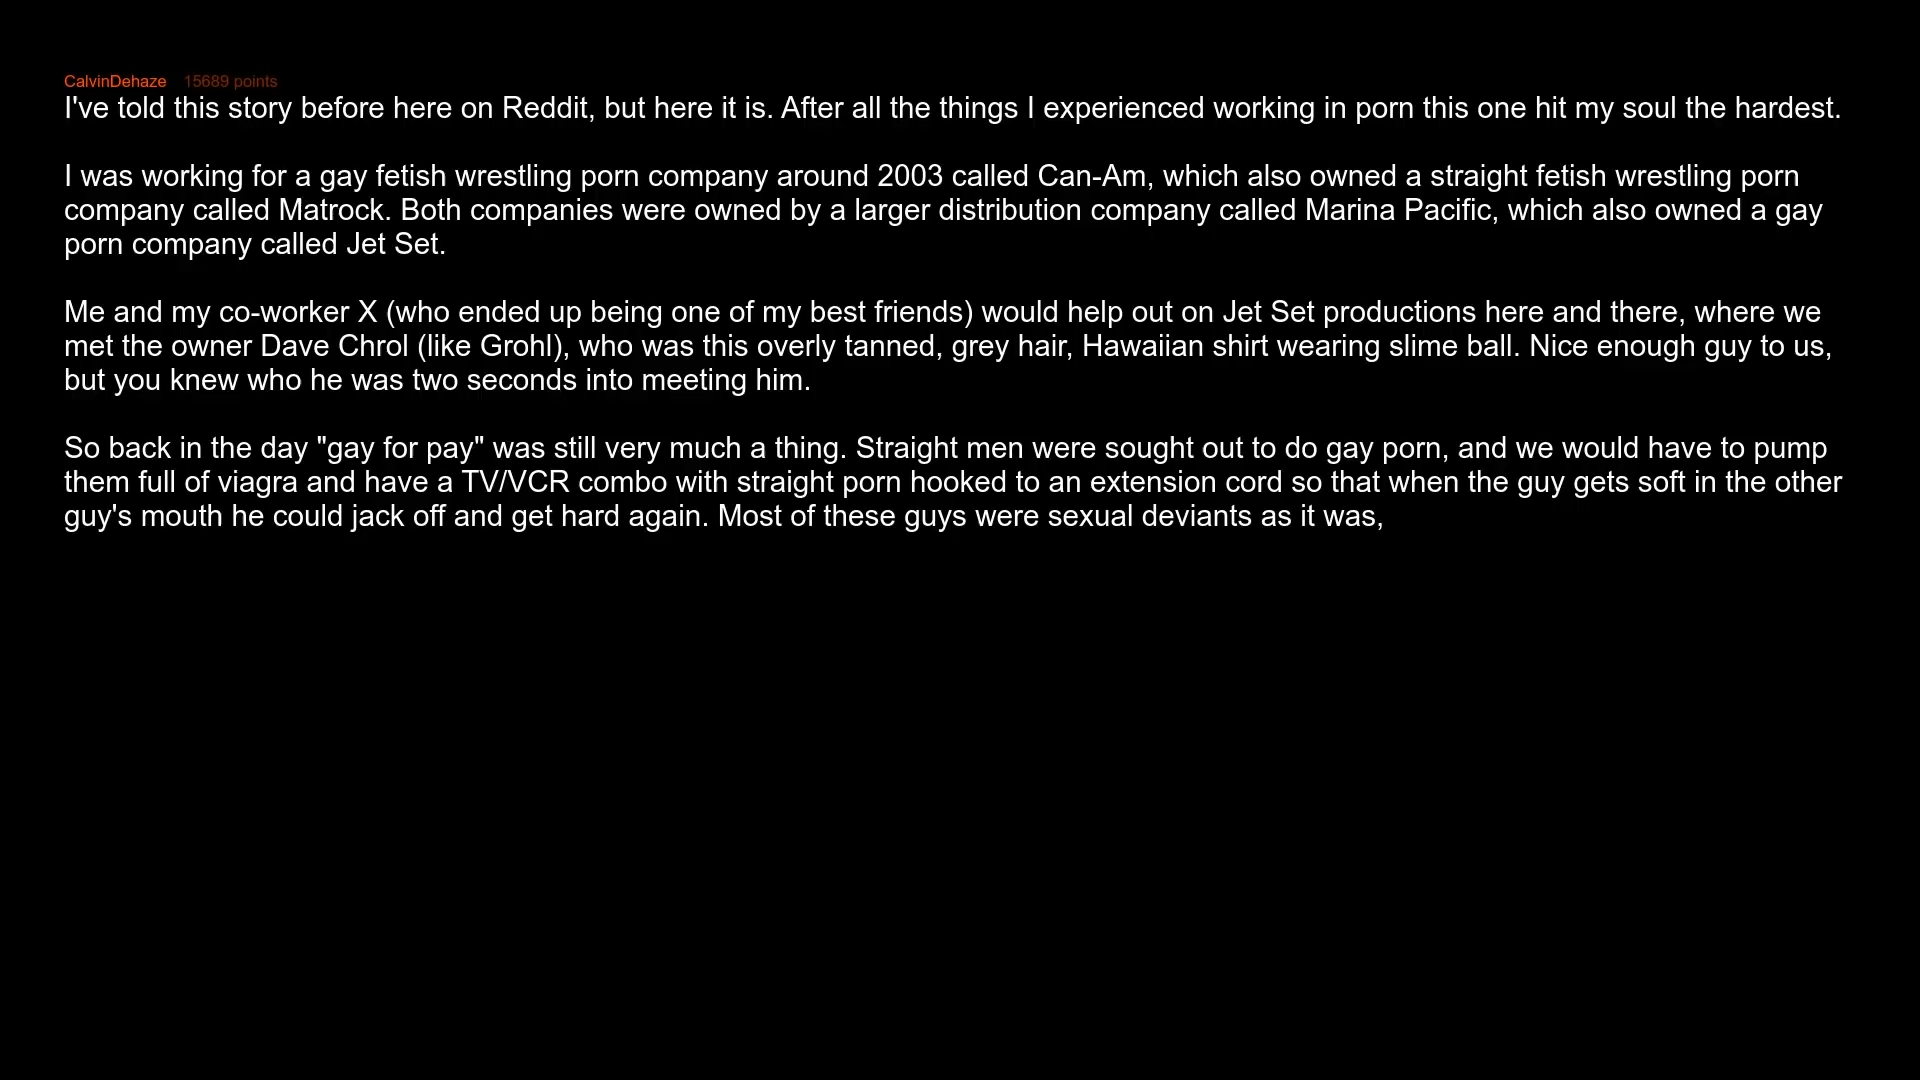 CalvinDehaze 15689 points
I've told this story before here on Reddit, but here it is. After all the things I experienced working in porn this one hit my soul the hardest.
I was working for a gay fetish wrestling porn company around 2003 called Can-Am, which also owned a straight fetish wrestling porn
company called Matrock. Both companies were owned by a larger distribution company called Marina Pacific, which also owned a gay
porn company called Jet Set.
Me and my co-worker X (who ended up being one of my best friends) would help out on Jet Set productions here and there, where we
met the owner Dave Chrol (like Grohl), who was this overly tanned, grey hair, Hawaiian shirt wearing slime ball. Nice enough guy to us,
but you knew who he was two seconds into meeting him.
So back in the day "gay for pay" was still very much a thing. Straight men were sought out to do gay porn, and we would have to pump
them full of viagra and have a TV/VCR combo with straight porn hooked to an extension cord so that when the guy gets soft in the other
guy's mouth he could jack off and get hard again. Most of these guys were sexual deviants as it was,